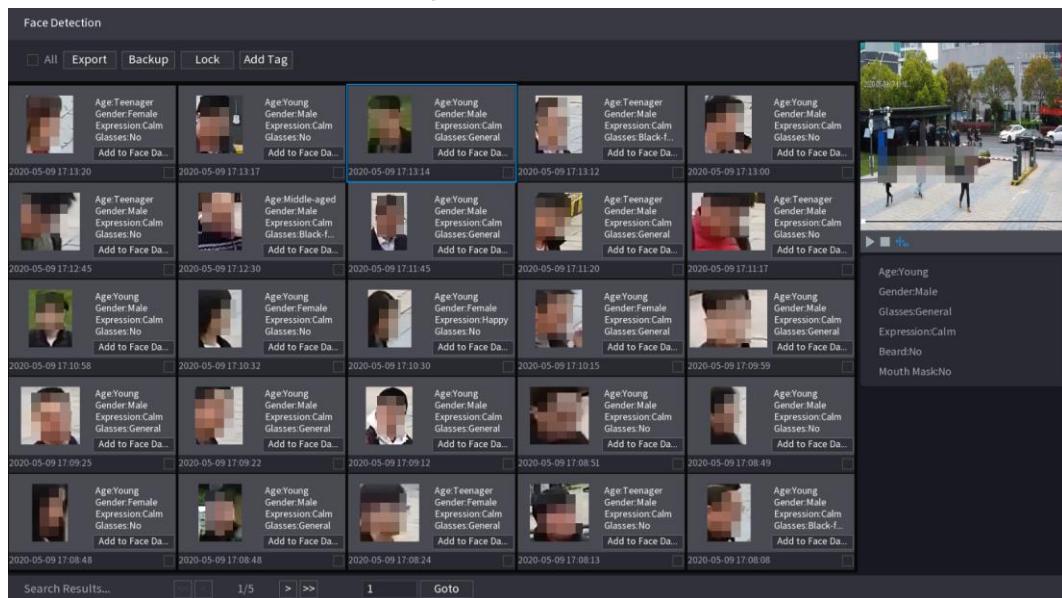 Face Detection
All Export Backup Lock Add Tag
Age:Teenager
Gender:Female
Expression:Calm
Glasses:No
Add to Face Da...
2020-05-09 17:13:20
Age:Young
Gender:Male
Expression:Calm
Glasses:No
Add to Face Da...
2020-05-09 17:13:17
Age:Young
Gender:Male
Expression:Calm
Glasses:General
Add to Face Da...
2020-05-09 17:13:14
Age:Teenager
Gender:Male
Expression:Calm
Glasses:Black-f...
Add to Face Da...
2020-05-09 17:13:12
Age:Young
Gender:Male
Expression:Calm
Glasses:No
Add to Face Da...
2020-05-09 17:13:00
Age:Teenager
Gender:Male
Expression:Calm
Glasses:No
Add to Face Da...
2020-05-09 17:12:45
Age:Middle-aged
Gender:Male
Expression:Calm
Glasses:Black-f...
Add to Face Da...
2020-05-09 17:12:30
Age:Young
Gender:Male
Expression:Calm
Glasses:General
Add to Face Da...
2020-05-09 17:11:45
Age:Teenager
Gender:Male
Expression:Calm
Glasses:General
Add to Face Da...
2020-05-09 17:11:20
Age:Teenager
Gender:Male
Expression:Calm
Glasses:No
Add to Face Da...
2020-05-09 17:11:17
Age:Young
Gender:Male
Expression:Calm
Glasses:No
Add to Face Da...
2020-05-09 17:10:58
Age:Young
Gender:Female
Expression:Calm
Glasses:No
Add to Face Da...
2020-05-09 17:10:32
Age:Young
Gender:Female
Expression:Happy
Glasses:No
Add to Face Da...
2020-05-09 17:10:30
Age:Young
Gender:Female
Expression:Calm
Glasses:General
Add to Face Da...
2020-05-09 17:10:15
Age:Young
Gender:Male
Expression:Calm
Glasses:General
Add to Face Da...
2020-05-09 17:09:59
Age:Young
Gender:Male
Expression:Calm
Glasses:General
Add to Face Da...
2020-05-09 17:09:25
Age:Young
Gender:Male
Expression:Calm
Glasses:General
Add to Face Da...
2020-05-09 17:09:22
Age:Young
Gender:Male
Expression:Calm
Glasses:General
Add to Face Da...
2020-05-09 17:09:12
Age:Young
Gender:Male
Expression:Calm
Glasses:No
Add to Face Da...
2020-05-09 17:08:51
Age:Young
Gender:Male
Expression:Calm
Glasses:No
Add to Face Da...
2020-05-09 17:08:49
Age:Young
Gender:Female
Expression:Calm
Glasses:No
Add to Face Da...
2020-05-09 17:08:48
Age:Young
Gender:Male
Expression:Calm
Glasses:General
Add to Face Da...
2020-05-09 17:08:48
Age:Teenager
Gender:Female
Expression:Calm
Glasses:General
Add to Face Da...
2020-05-09 17:08:24
Age:Teenager
Gender:Male
Expression:Calm
Glasses:No
Add to Face Da...
2020-05-09 17:08:13
Age:Young
Gender:Male
Expression:Calm
Glasses:Black-f...
Add to Face Da...
2020-05-09 17:08:08
Age:Young
Gender:Male
Glasses:General
Expression:Calm
Beard:No
Mouth Mask:No
Search Results... 1/5 > >> 1 Goto